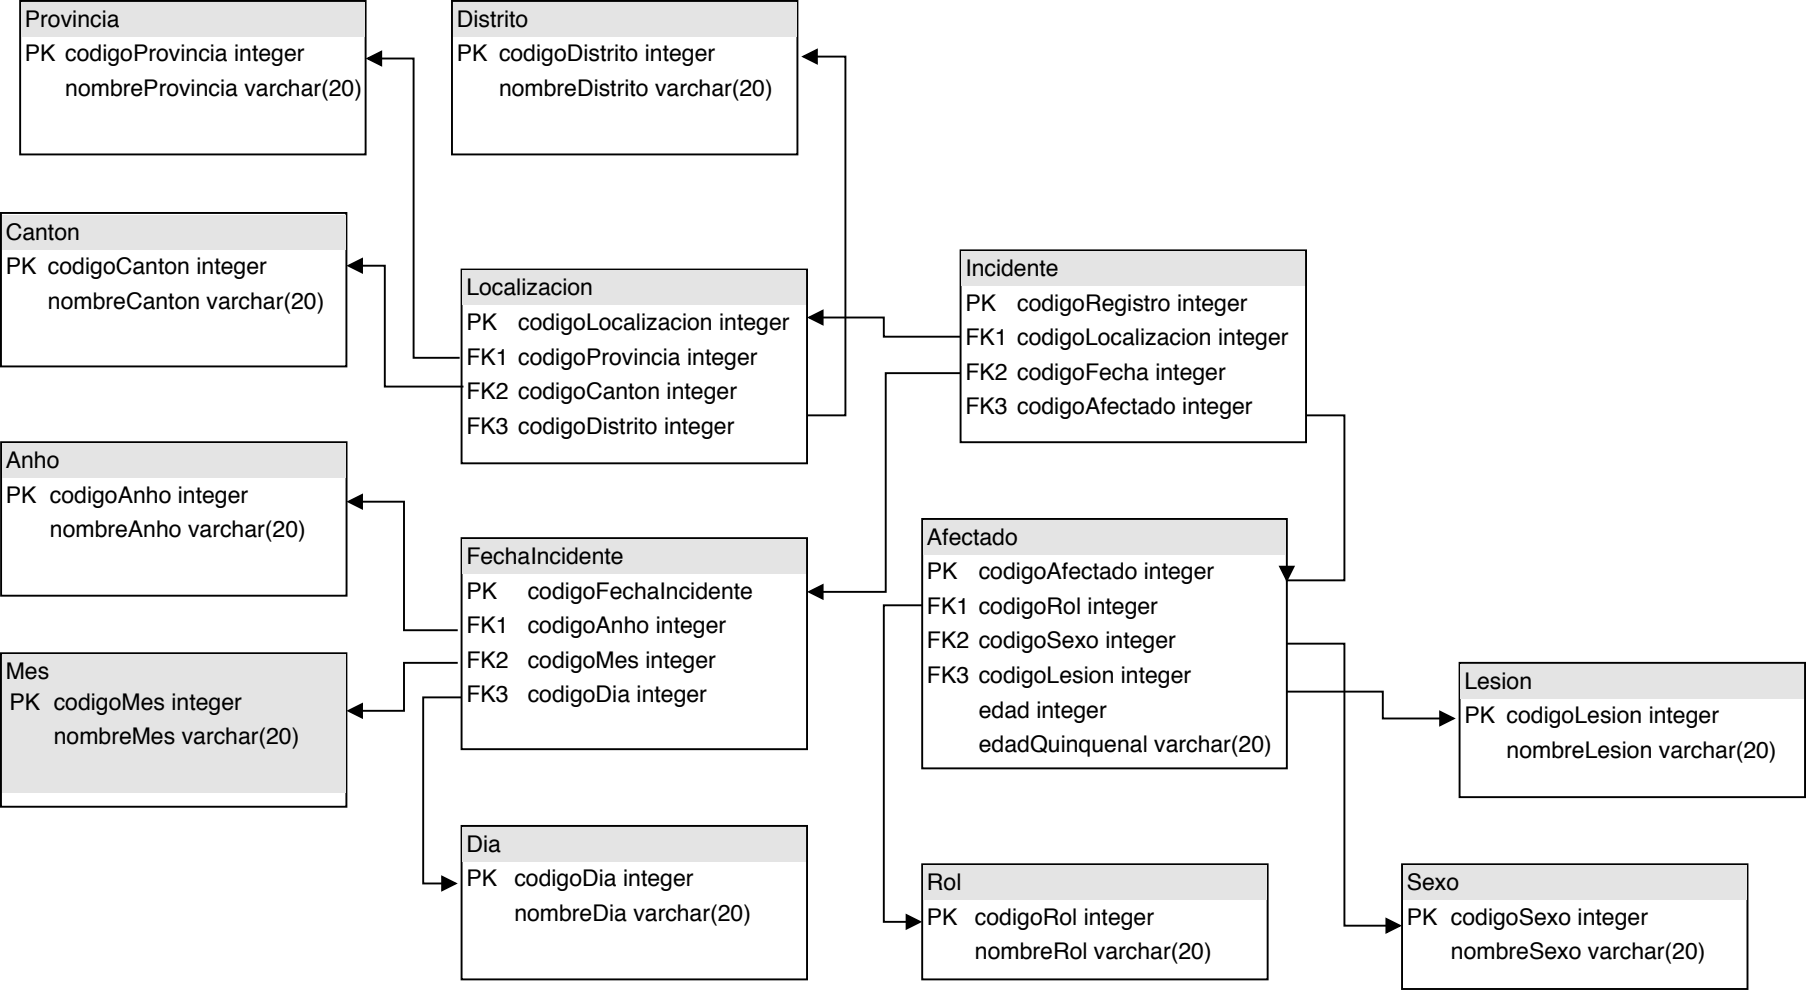 Provincia
PK codigoProvincia integer
nombreProvincia varchar(20)
Distrito
PK codigoDistrito integer
nombreDistrito varchar(20)
Canton
PK codigoCanton integer
nombreCanton varchar(20)
Localizacion
PK codigoLocalizacion integer
FK1 codigoProvincia integer
FK2 codigoCanton integer
FK3 codigoDistrito integer
Incidente
PK codigoRegistro integer
FK1 codigoLocalizacion integer
FK2 codigoFecha integer
FK3 codigoAfectado integer
Anho
PK codigoAnho integer
nombreAnho varchar(20)
FechaIncidente
PK codigoFechaIncidente
FK1 codigoAnho integer
FK2 codigoMes integer
FK3 codigoDia integer
Afectado
PK codigoAfectado integer
FK1 codigoRol integer
FK2 codigoSexo integer
FK3 codigoLesion integer
edad integer
edadQuinquenal varchar(20)
Mes
PK codigoMes integer
nombreMes varchar(20)
Lesion
PK codigoLesion integer
nombreLesion varchar(20)
Dia
PK codigoDia integer
nombreDia varchar(20)
Rol
PK codigoRol integer
nombreRol varchar(20)
Sexo
PK codigoSexo integer
nombreSexo varchar(20)